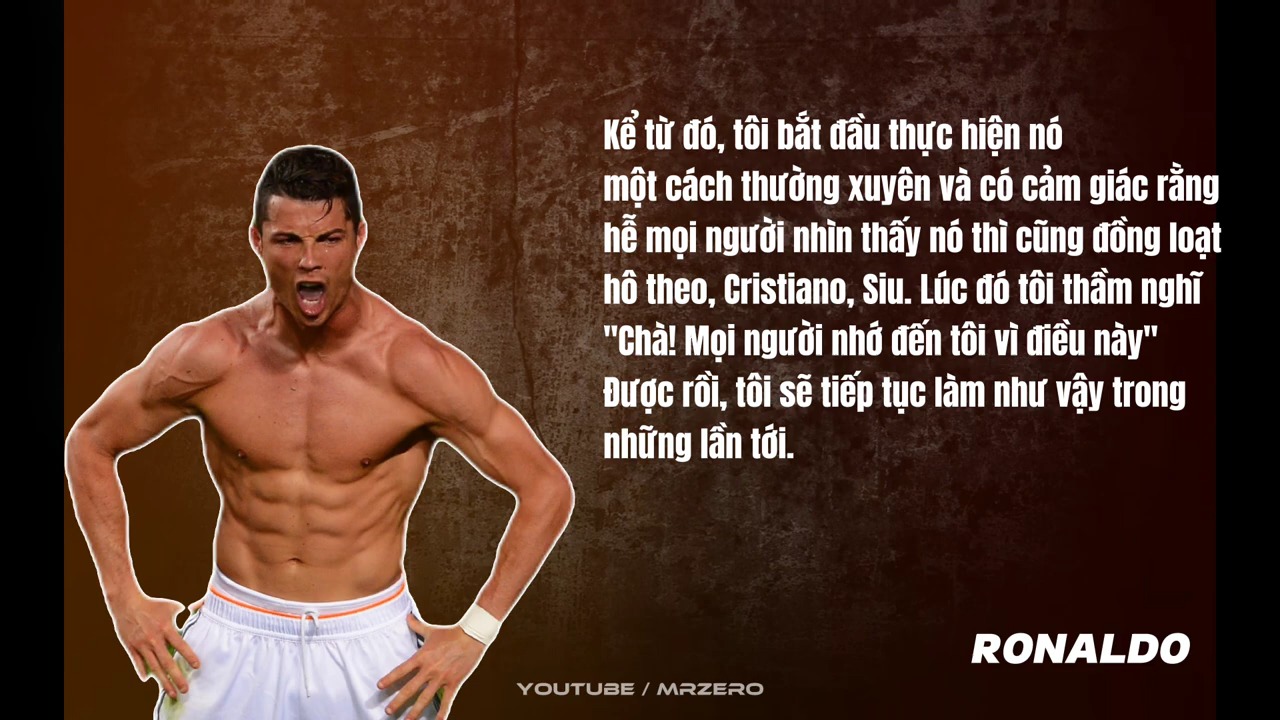 Kể từ đó, tôi bắt đầu thực hiện nó
một cách thường xuyên và có cảm giác rằng
hễ mọi người nhìn thấy nó thì cũng đồng loạt
hô theo, Cristiano, Siu. Lúc đó tôi thầm nghĩ
"Chà! Mọi người nhớ đến tôi vì điều này"
Được rồi, tôi sẽ tiếp tục làm như vậy trong
những lần tới.
RONALDO
YOUTUBE / MRZERO